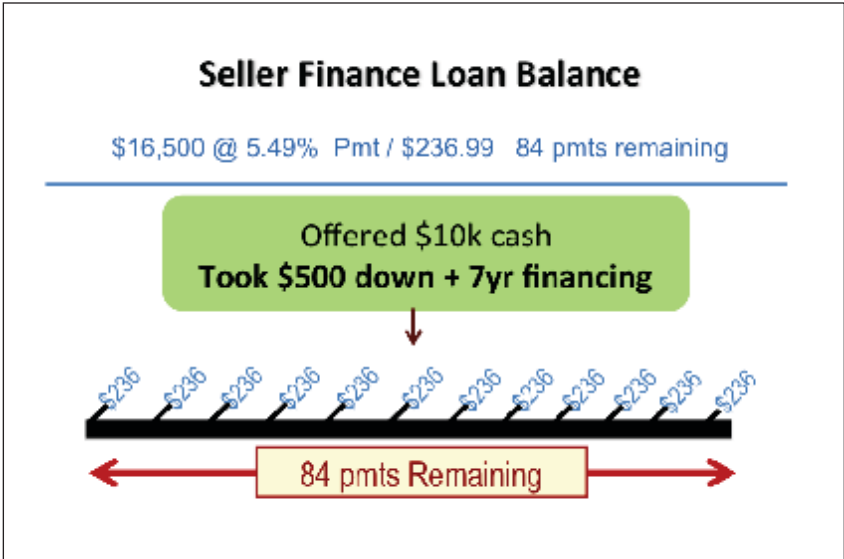 Seller Finance Loan Balance
$16,500 @ 5.49% Pmt / $236.99 84 pmts remaining
Offered $10k cash
Took $500 down + 7yr financing
$236 $236 $236 $236 $236 $236 $236 $236 $236 $236 $236 $236
84 pmts Remaining